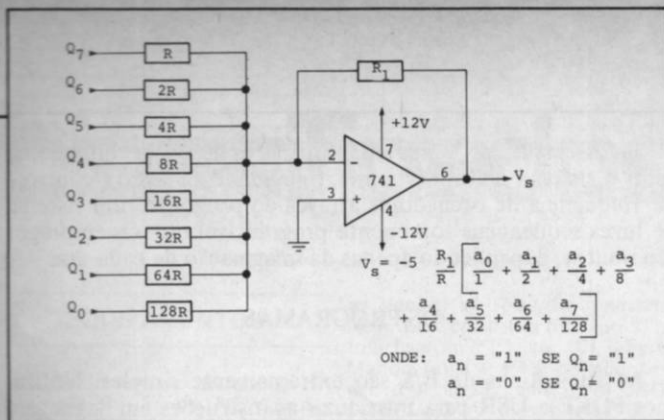 Q7 R
Q6 2R
Q5 4R
Q4 8R
Q3 16R
Q2 32R
Q1 64R
Q0 128R
R1
+12V
2 - 7
741 6 Vs
3 + 4
-12V
Vs = -5 R1/R [ a0/1 + a1/2 + a2/4 + a3/8
+ a4/16 + a5/32 + a6/64 + a7/128 ]
ONDE: an = "1" SE Qn = "1"
an = "0" SE Qn = "0"